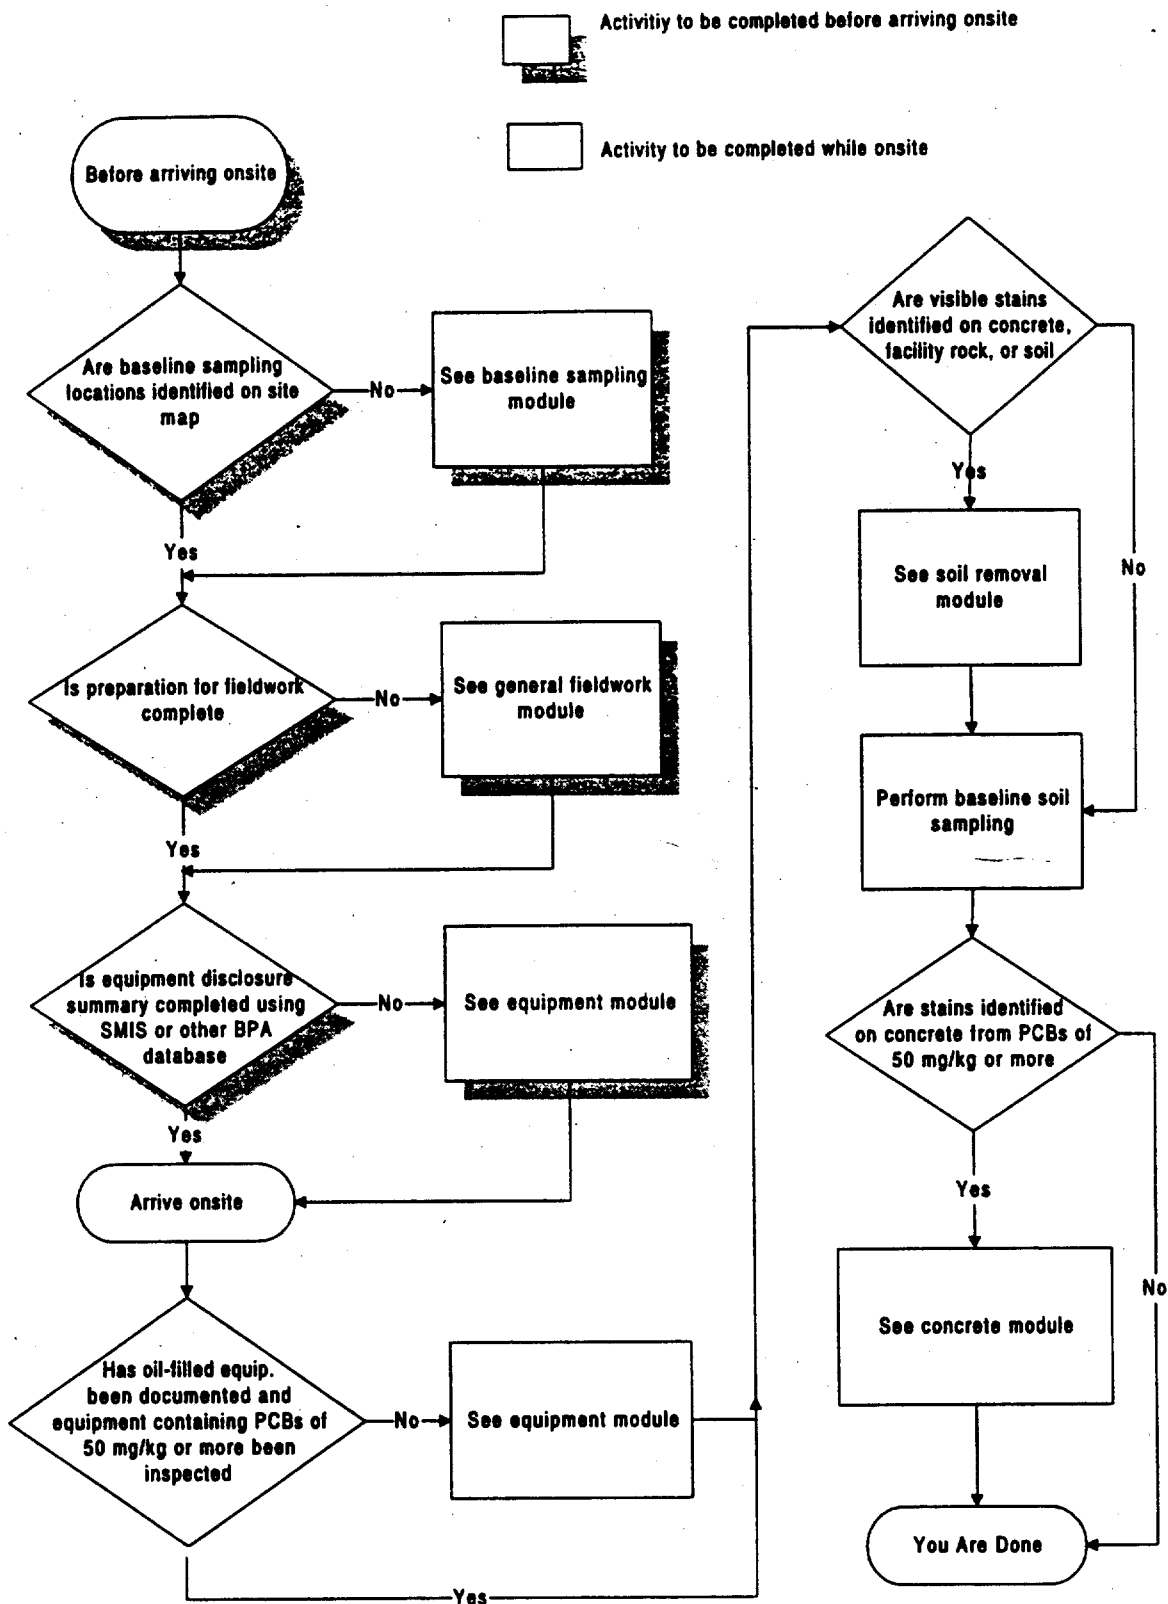 Activitiy to be completed before arriving onsite
Activity to be completed while onsite
Before arriving onsite
Are baseline sampling
locations identified on site
map
No
See baseline sampling
module
Yes
Is preparation for fieldwork
complete
No
See general fieldwork
module
Yes
Is equipment disclosure
summary completed using
SMIS or other BPA
database
No
See equipment module
Yes
Arrive onsite
Has oil-filled equip.
been documented and
equipment containing PCBs of
50 mg/kg or more been
inspected
No
See equipment module
Yes
Are visible stains
identified on concrete,
facility rock, or soil
Yes
No
See soil removal
module
Perform baseline soil
sampling
Are stains identified
on concrete from PCBs of
50 mg/kg or more
Yes
No
See concrete module
You Are Done